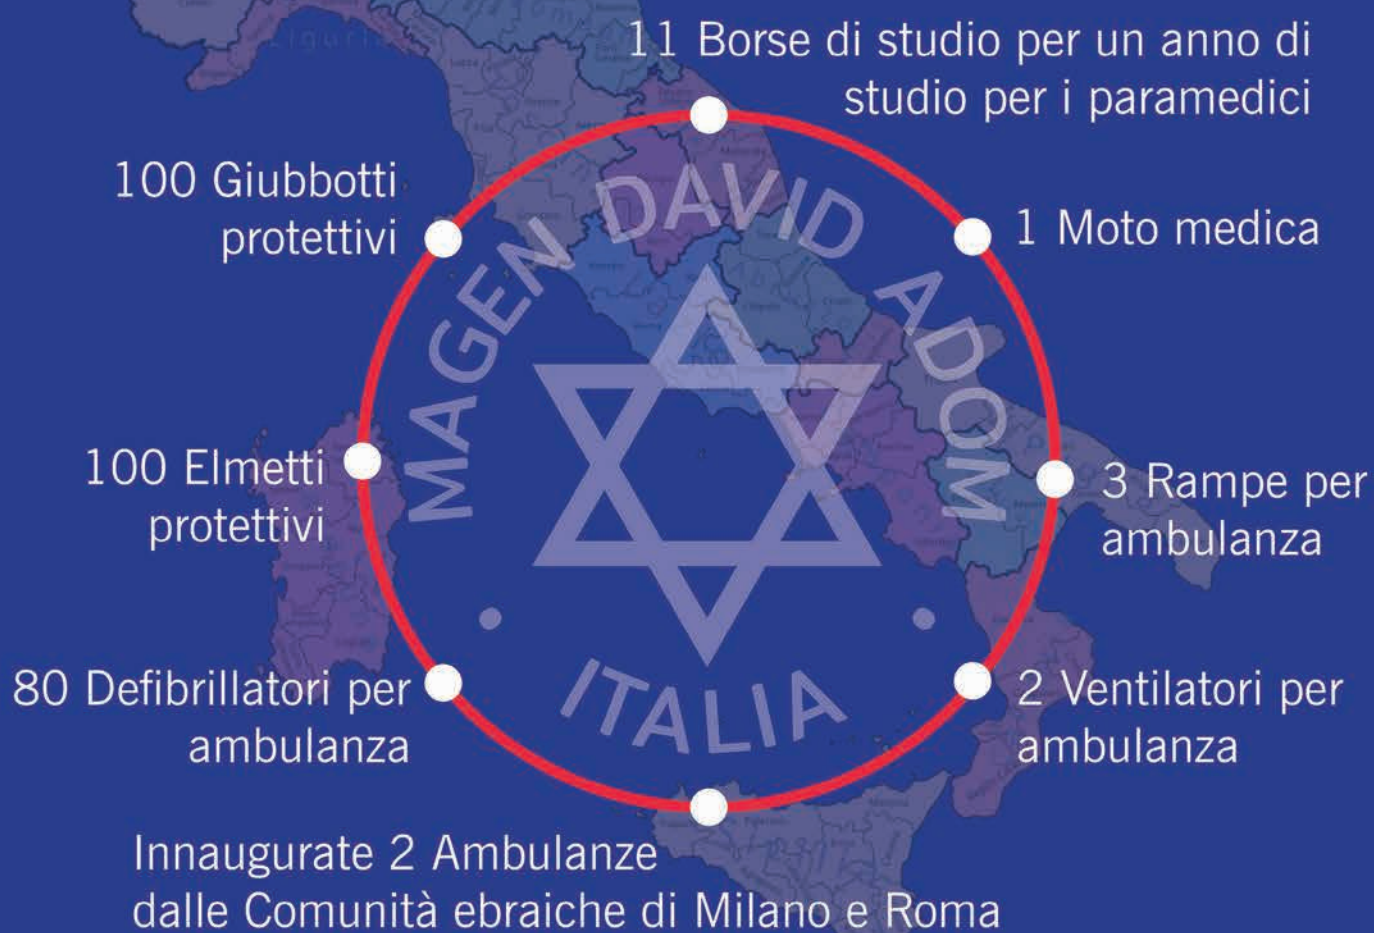 Liguria
11 Borse di studio per un anno di
studio per i paramedici
100 Giubbotti
protettivi
1 Moto medica
MAGEN DAVID ADOM
100 Elmetti
protettivi
3 Rampe per
ambulanza
80 Defibrillatori per
ambulanza
ITALIA
2 Ventilatori per
ambulanza
Innaugurate 2 Ambulanze
dalle Comunità ebraiche di Milano e Roma